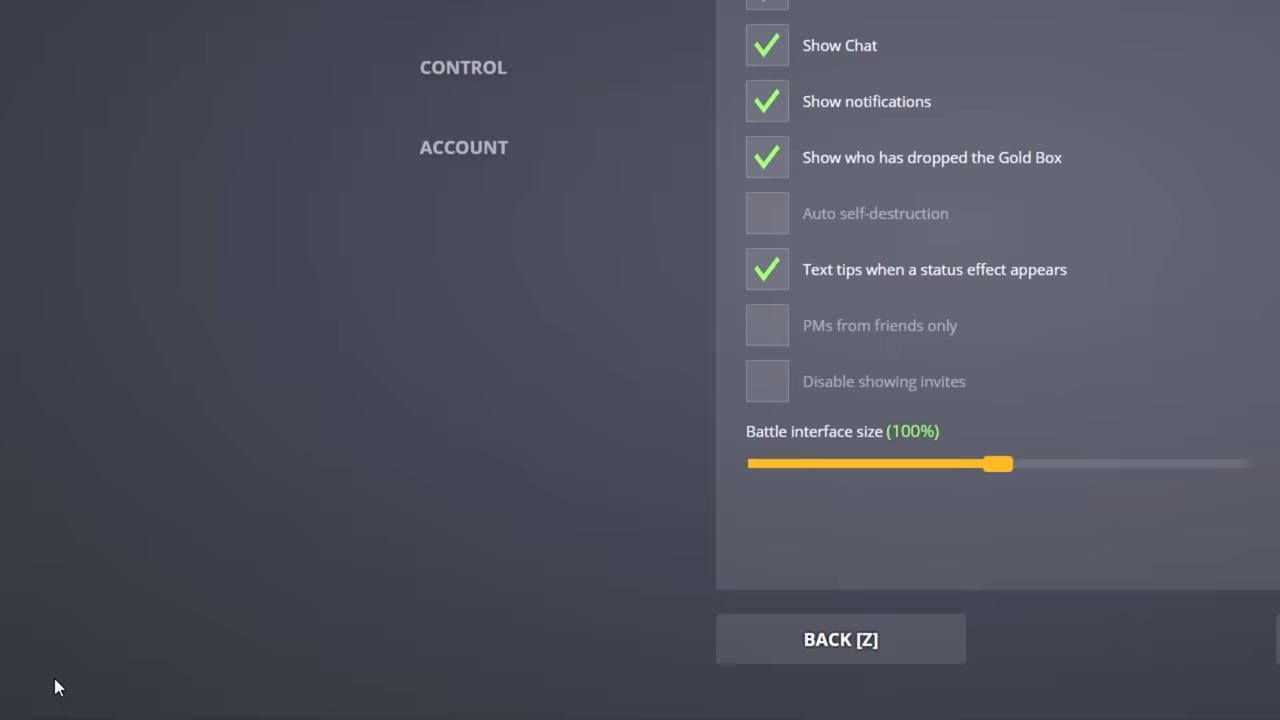 CONTROL
ACCOUNT
Show Chat
Show notifications
Show who has dropped the Gold Box
Auto self-destruction
Text tips when a status effect appears
PMs from friends only
Disable showing invites
Battle interface size (100%)
BACK [Z]